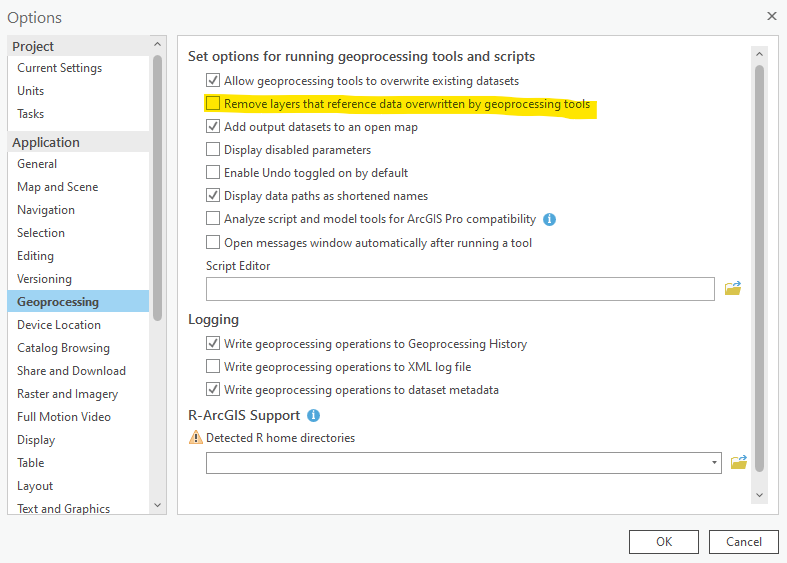 Options
Project
Current Settings
Units
Tasks
Application
General
Map and Scene
Navigation
Selection
Editing
Versioning
Geoprocessing
Device Location
Catalog Browsing
Share and Download
Raster and Imagery
Full Motion Video
Display
Table
Layout
Text and Graphics
Set options for running geoprocessing tools and scripts
Allow geoprocessing tools to overwrite existing datasets
Remove layers that reference data overwritten by geoprocessing tools
Add output datasets to an open map
Display disabled parameters
Enable Undo toggled on by default
Display data paths as shortened names
Analyze script and model tools for ArcGIS Pro compatibility
Open messages window automatically after running a tool
Script Editor
Logging
Write geoprocessing operations to Geoprocessing History
Write geoprocessing operations to XML log file
Write geoprocessing operations to dataset metadata
R-ArcGIS Support
Detected R home directories
OK
Cancel